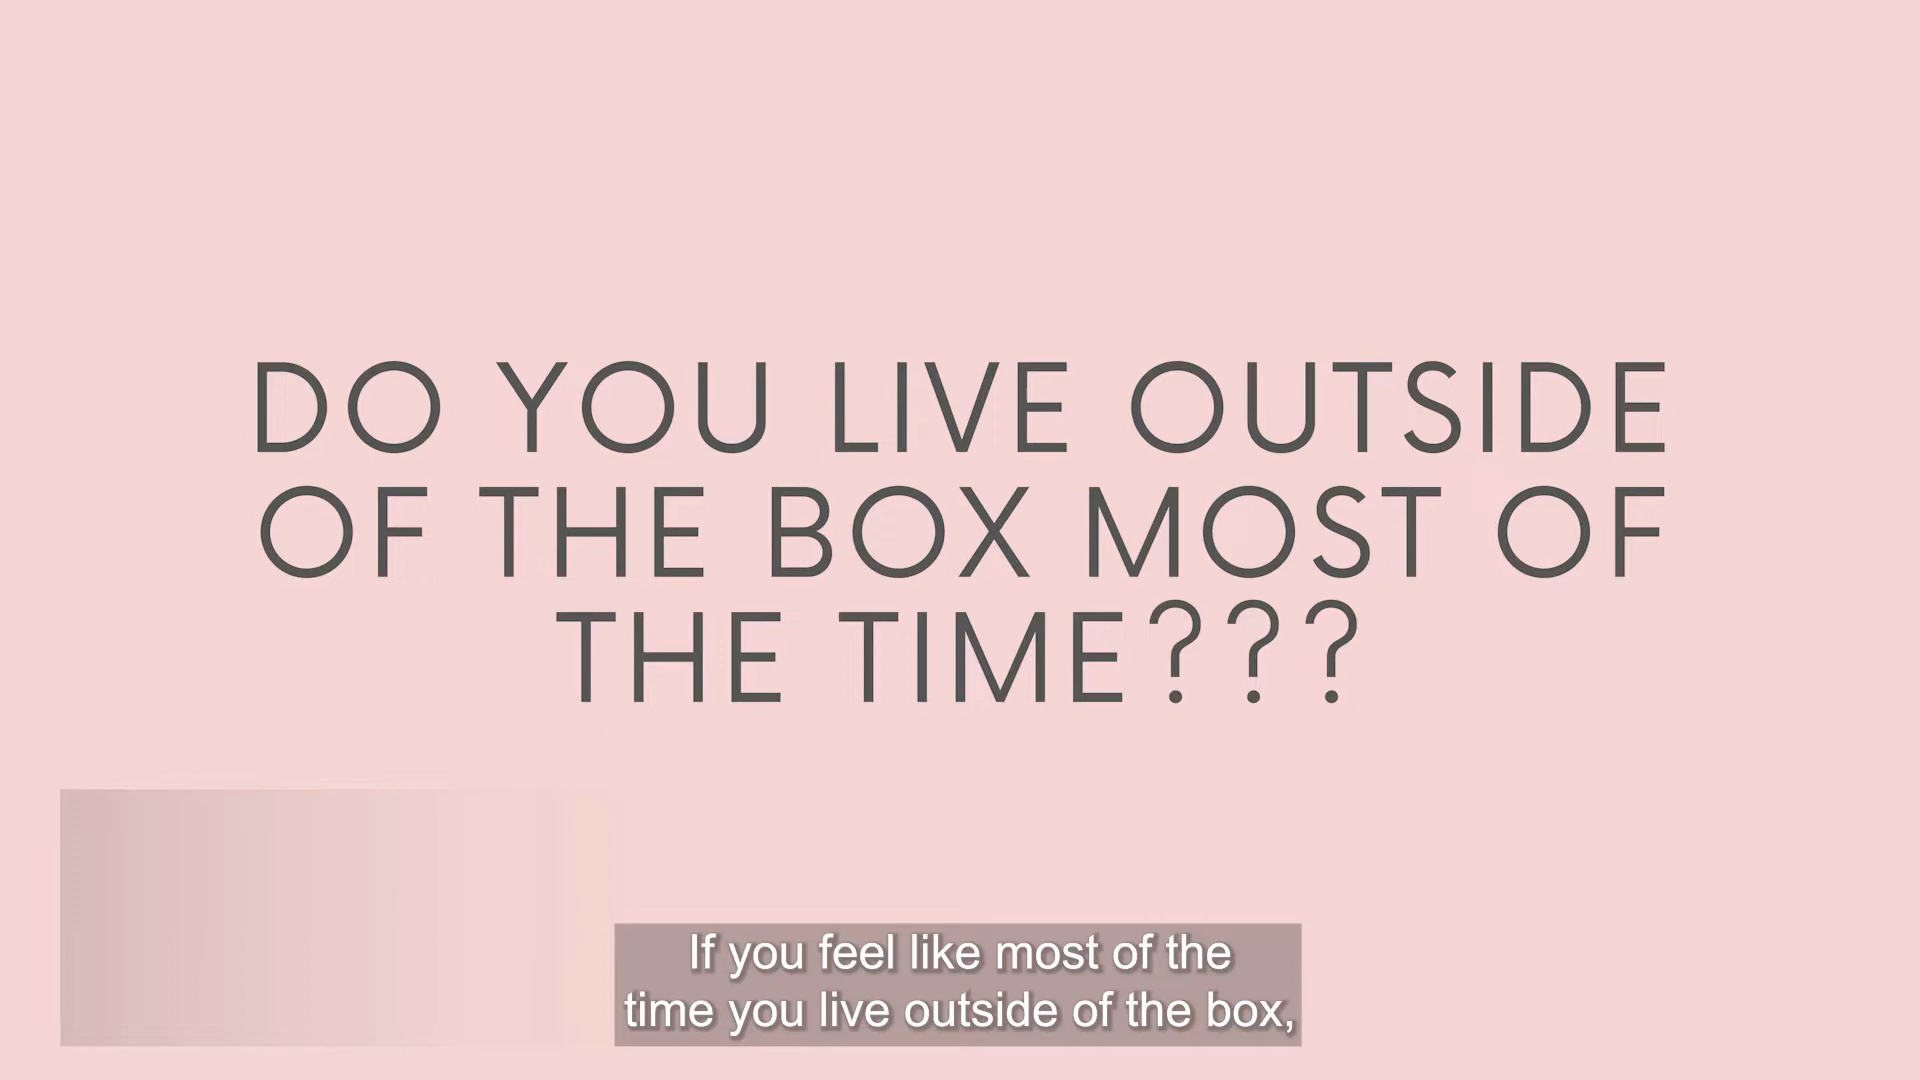 DO YOU LIVE OUTSIDE
OF THE BOX MOST OF
THE TIME???
If you feel like most of the
time you live outside of the box,